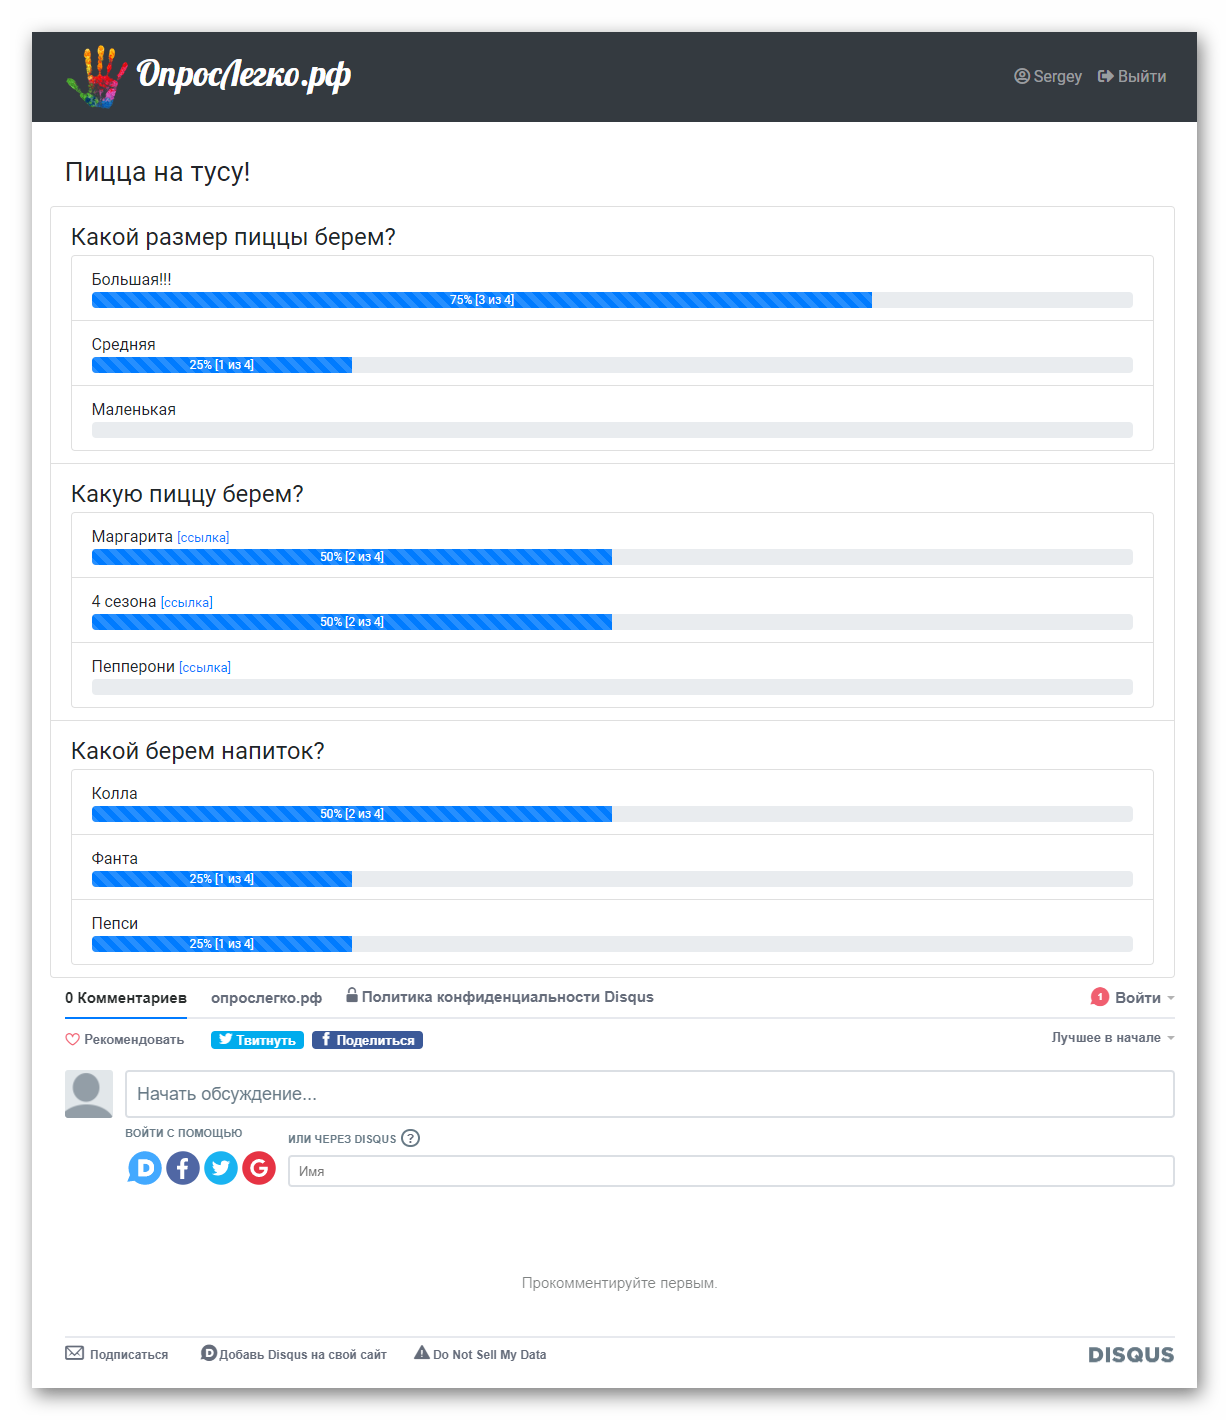 ОпросЛегко.рф
Sergey Выйти
Пицца на тусу!
Какой размер пиццы берем?
Большая!!!
75% [3 из 4]
Средняя
25% [1 из 4]
Маленькая
Какую пиццу берем?
Маргарита [ссылка]
50% [2 из 4]
4 сезона [ссылка]
50% [2 из 4]
Пепперони [ссылка]
Какой берем напиток?
Колла
50% [2 из 4]
Фанта
25% [1 из 4]
Пепси
25% [1 из 4]
0 Комментариев опрослегко.рф Политика конфиденциальности Disqus 1 Войти
Рекомендовать Твитнуть Поделиться Лучшее в начале
Начать обсуждение...
ВОЙТИ С ПОМОЩЬЮ
ИЛИ ЧЕРЕЗ DISQUS ?
Имя
Прокомментируйте первым.
Подписаться Добавь Disqus на свой сайт Do Not Sell My Data DISQUS